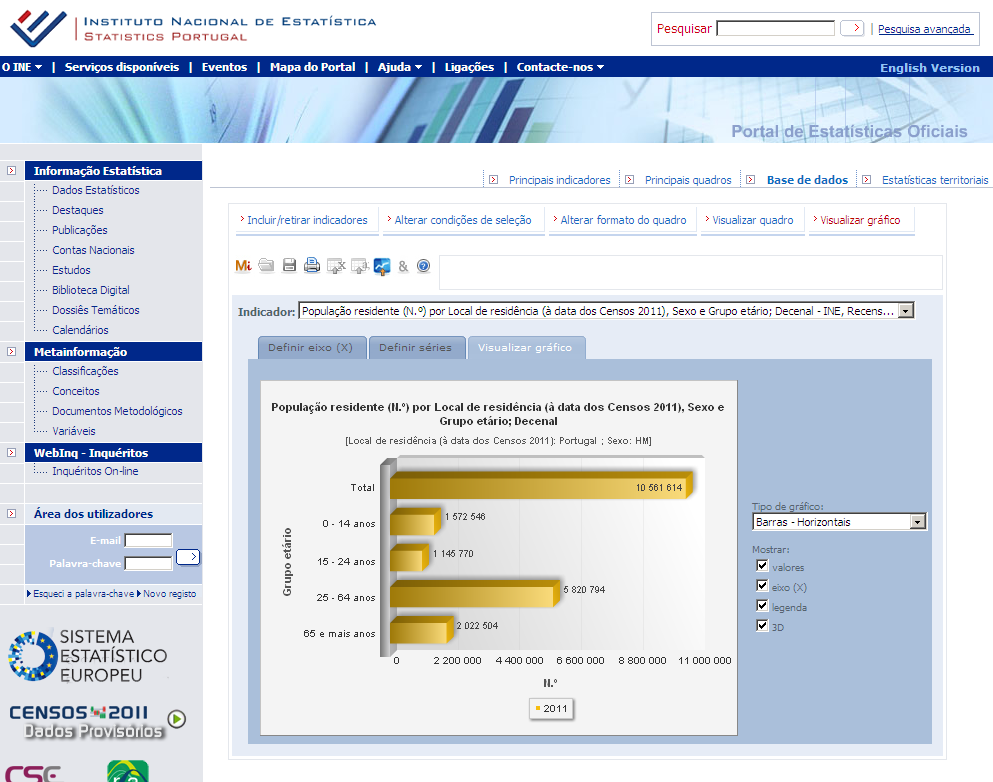 INSTITUTO NACIONAL DE ESTATÍSTICA
STATISTICS PORTUGAL
Pesquisar
Pesquisa avançada
O INE | Serviços disponíveis | Eventos | Mapa do Portal | Ajuda | Ligações | Contacte-nos
English Version
Portal de Estatísticas Oficiais
Informação Estatística
Dados Estatísticos
Destaques
Publicações
Contas Nacionais
Estudos
Biblioteca Digital
Dossiês Temáticos
Calendários
Metainformação
Classificações
Conceitos
Documentos Metodológicos
Variáveis
WebInq - Inquéritos
Inquéritos On-line
Área dos utilizadores
E-mail
Palavra-chave
Esqueci a palavra-chave Novo registo
SISTEMA
ESTATÍSTICO
EUROPEU
CENSOS 2011
Dados Provisórios
CSE
Principais indicadores
Principais quadros
Base de dados
Estatísticas territoriais
Incluir/retirar indicadores
Alterar condições de seleção
Alterar formato do quadro
Visualizar quadro
Visualizar gráfico
Mi
&
?
Indicador: População residente (N.º) por Local de residência (à data dos Censos 2011), Sexo e Grupo etário; Decenal - INE, Recens...
Definir eixo (X)
Definir séries
Visualizar gráfico
População residente (N.º) por Local de residência (à data dos Censos 2011), Sexo e
Grupo etário; Decenal
[Local de residência (à data dos Censos 2011): Portugal ; Sexo: HM]
Grupo etário
Total 10 561 614
0 - 14 anos 1 572 546
15 - 24 anos 1 145 770
25 - 64 anos 5 820 794
65 e mais anos 2 022 504
0 2 200 000 4 400 000 6 600 000 8 800 000 11 000 000
N.º
2011
Tipo de gráfico:
Barras - Horizontais
Mostrar:
valores
eixo (X)
legenda
3D